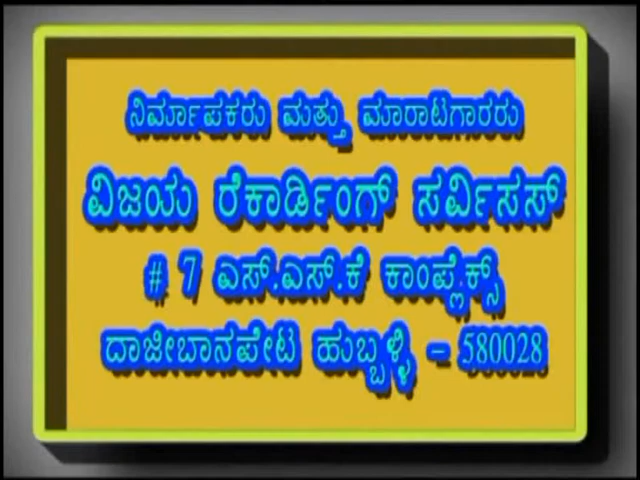 ನಿರ್ಮಾಪಕರು ಮತ್ತು ಮಾರಾಟಗಾರರು
ವಿಜಯ ರೆಕಾರ್ಡಿಂಗ್ ಸರ್ವಿಸಸ್
# 7 ಎಸ್.ಎಸ್.ಕೆ ಕಾಂಪ್ಲೆಕ್ಸ್
ದಾಜೀಬಾನಪೇಟ ಹುಬ್ಬಳ್ಳಿ - 580028